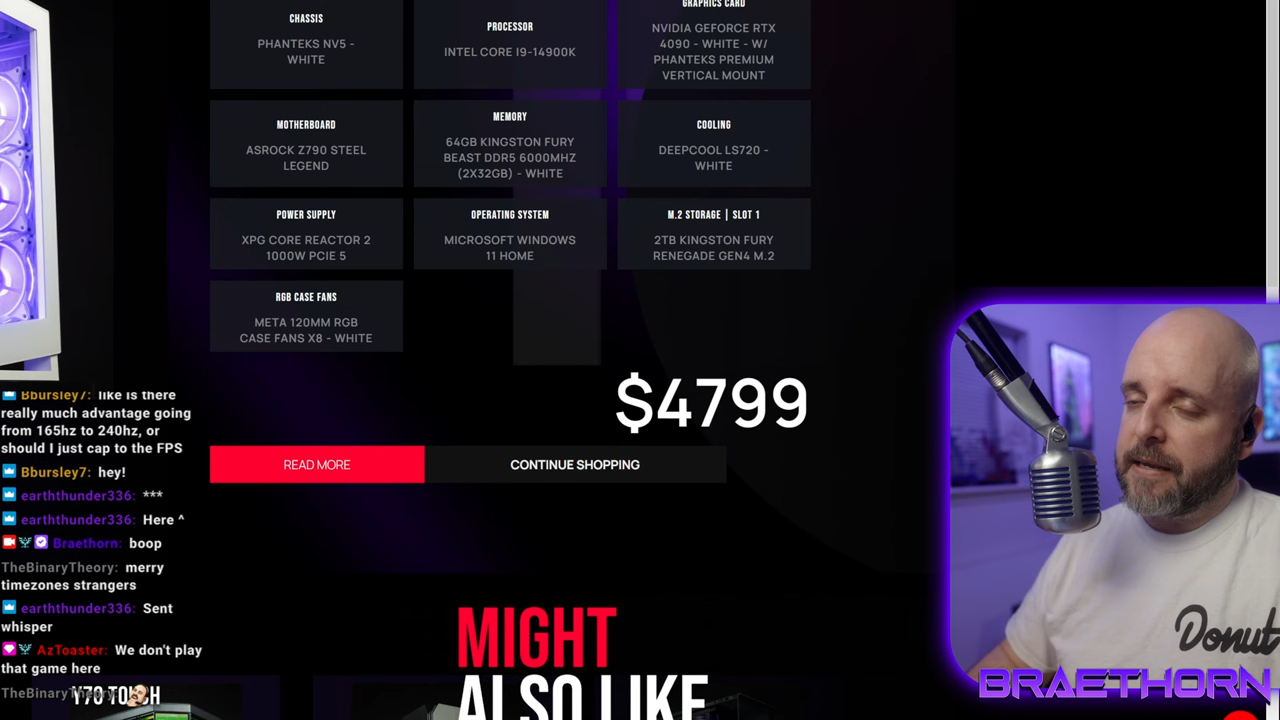 CHASSIS
PHANTEKS NV5 -
WHITE
PROCESSOR
INTEL CORE I9-14900K
GRAPHICS CARD
NVIDIA GEFORCE RTX
4090 - WHITE - W/
PHANTEKS PREMIUM
VERTICAL MOUNT
MOTHERBOARD
ASROCK Z790 STEEL
LEGEND
MEMORY
64GB KINGSTON FURY
BEAST DDR5 6000MHZ
(2X32GB) - WHITE
COOLING
DEEPCOOL LS720 -
WHITE
POWER SUPPLY
XPG CORE REACTOR 2
1000W PCIE 5
OPERATING SYSTEM
MICROSOFT WINDOWS
11 HOME
M.2 STORAGE | SLOT 1
2TB KINGSTON FURY
RENEGADE GEN4 M.2
RGB CASE FANS
META 120MM RGB
CASE FANS X8 - WHITE
$4799
READ MORE
CONTINUE SHOPPING
MIGHT
ALSO LIKE
Bbursley7: like is there
really much advantage going
from 165hz to 240hz, or
should I just cap to the FPS
Bbursley7: hey!
earththunder336: ***
earththunder336: Here ^
Braethorn: boop
TheBinaryTheory: merry
timezones strangers
earththunder336: Sent
whisper
AzToaster: We don't play
that game here
TheBinaryTheory:
Donut
BRAETHORN